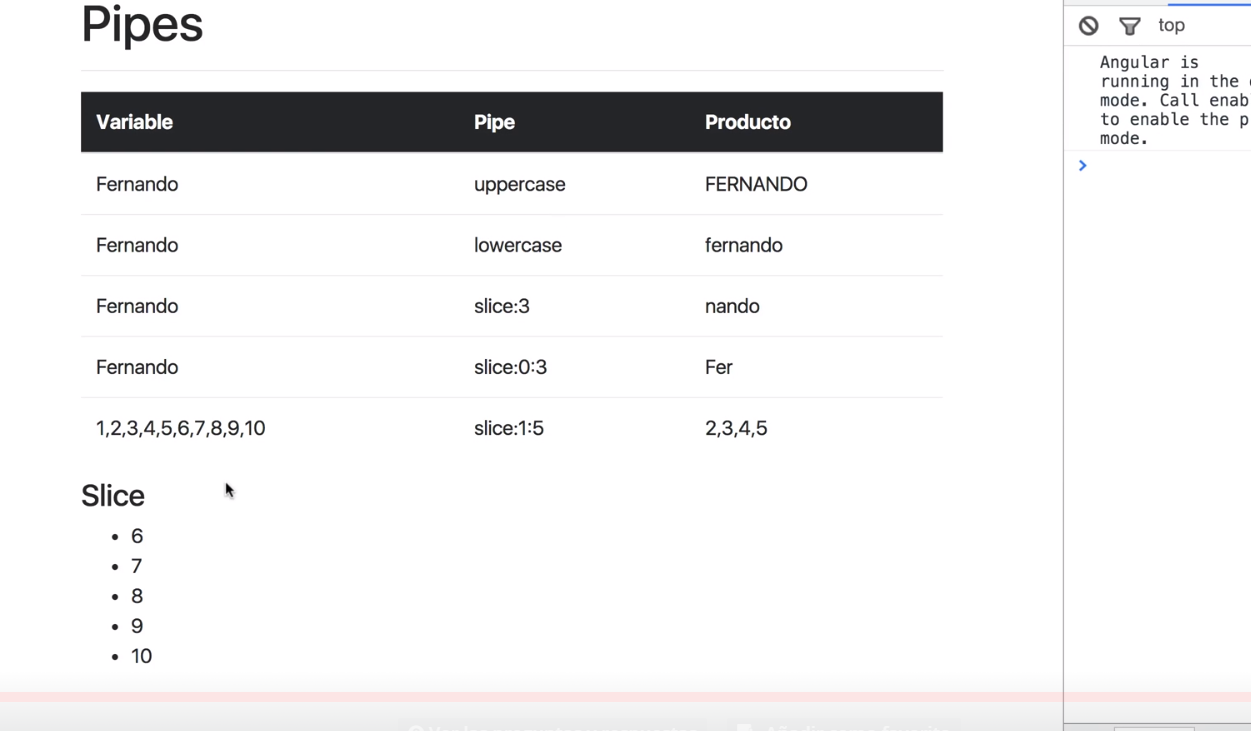 Pipes
top
Angular is
running in the
mode. Call enab
to enable the p
mode.
Variable Pipe Producto
Fernando uppercase FERNANDO
Fernando lowercase fernando
Fernando slice:3 nando
Fernando slice:0:3 Fer
1,2,3,4,5,6,7,8,9,10 slice:1:5 2,3,4,5
Slice
• 6
• 7
• 8
• 9
• 10